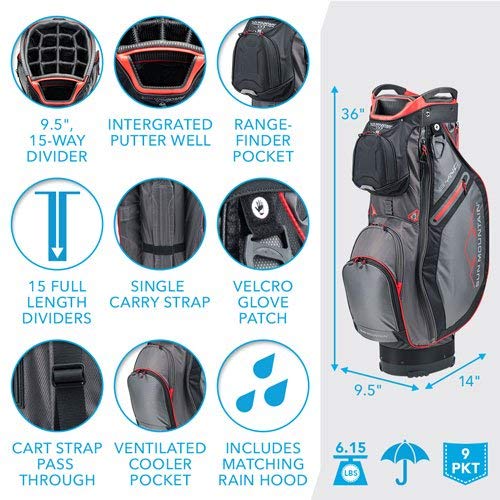 9.5",
15-WAY
DIVIDER
INTERGRATED
PUTTER WELL
RANGE-
FINDER
POCKET
15 FULL
LENGTH
DIVIDERS
SINGLE
CARRY STRAP
VELCRO
GLOVE
PATCH
CART STRAP
PASS
THROUGH
VENTILATED
COOLER
POCKET
INCLUDES
MATCHING
RAIN HOOD
36"
SUN MOUNTAIN
9.5"
14"
6.15
LBS
9
PKT